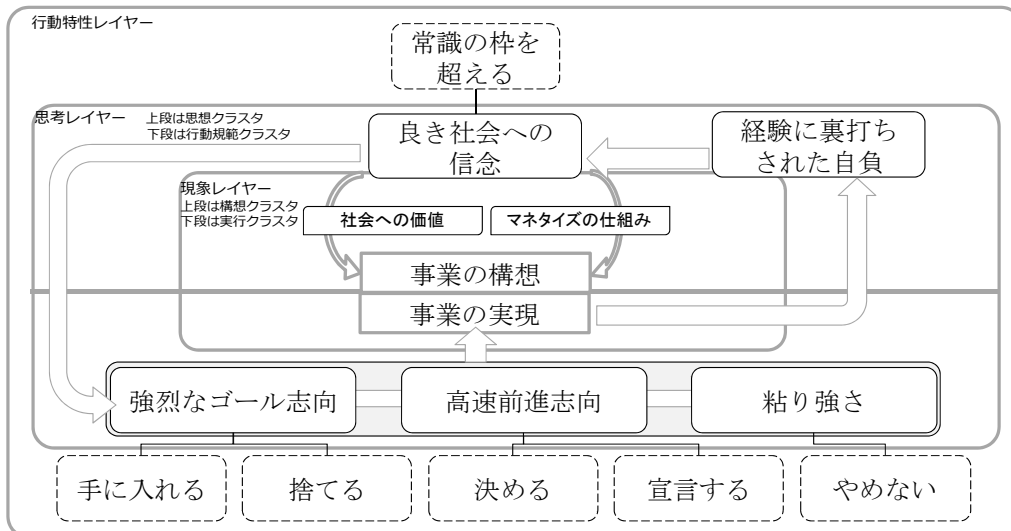 行動特性レイヤー
常識の枠を
超える
思考レイヤー
上段は思想クラスタ
下段は行動規範クラスタ
良き社会への
信念
経験に裏打ち
された自負
現象レイヤー
上段は構想クラスタ
下段は実行クラスタ
社会への価値
マネタイズの仕組み
事業の構想
事業の実現
強烈なゴール志向
高速前進志向
粘り強さ
手に入れる
捨てる
決める
宣言する
やめない